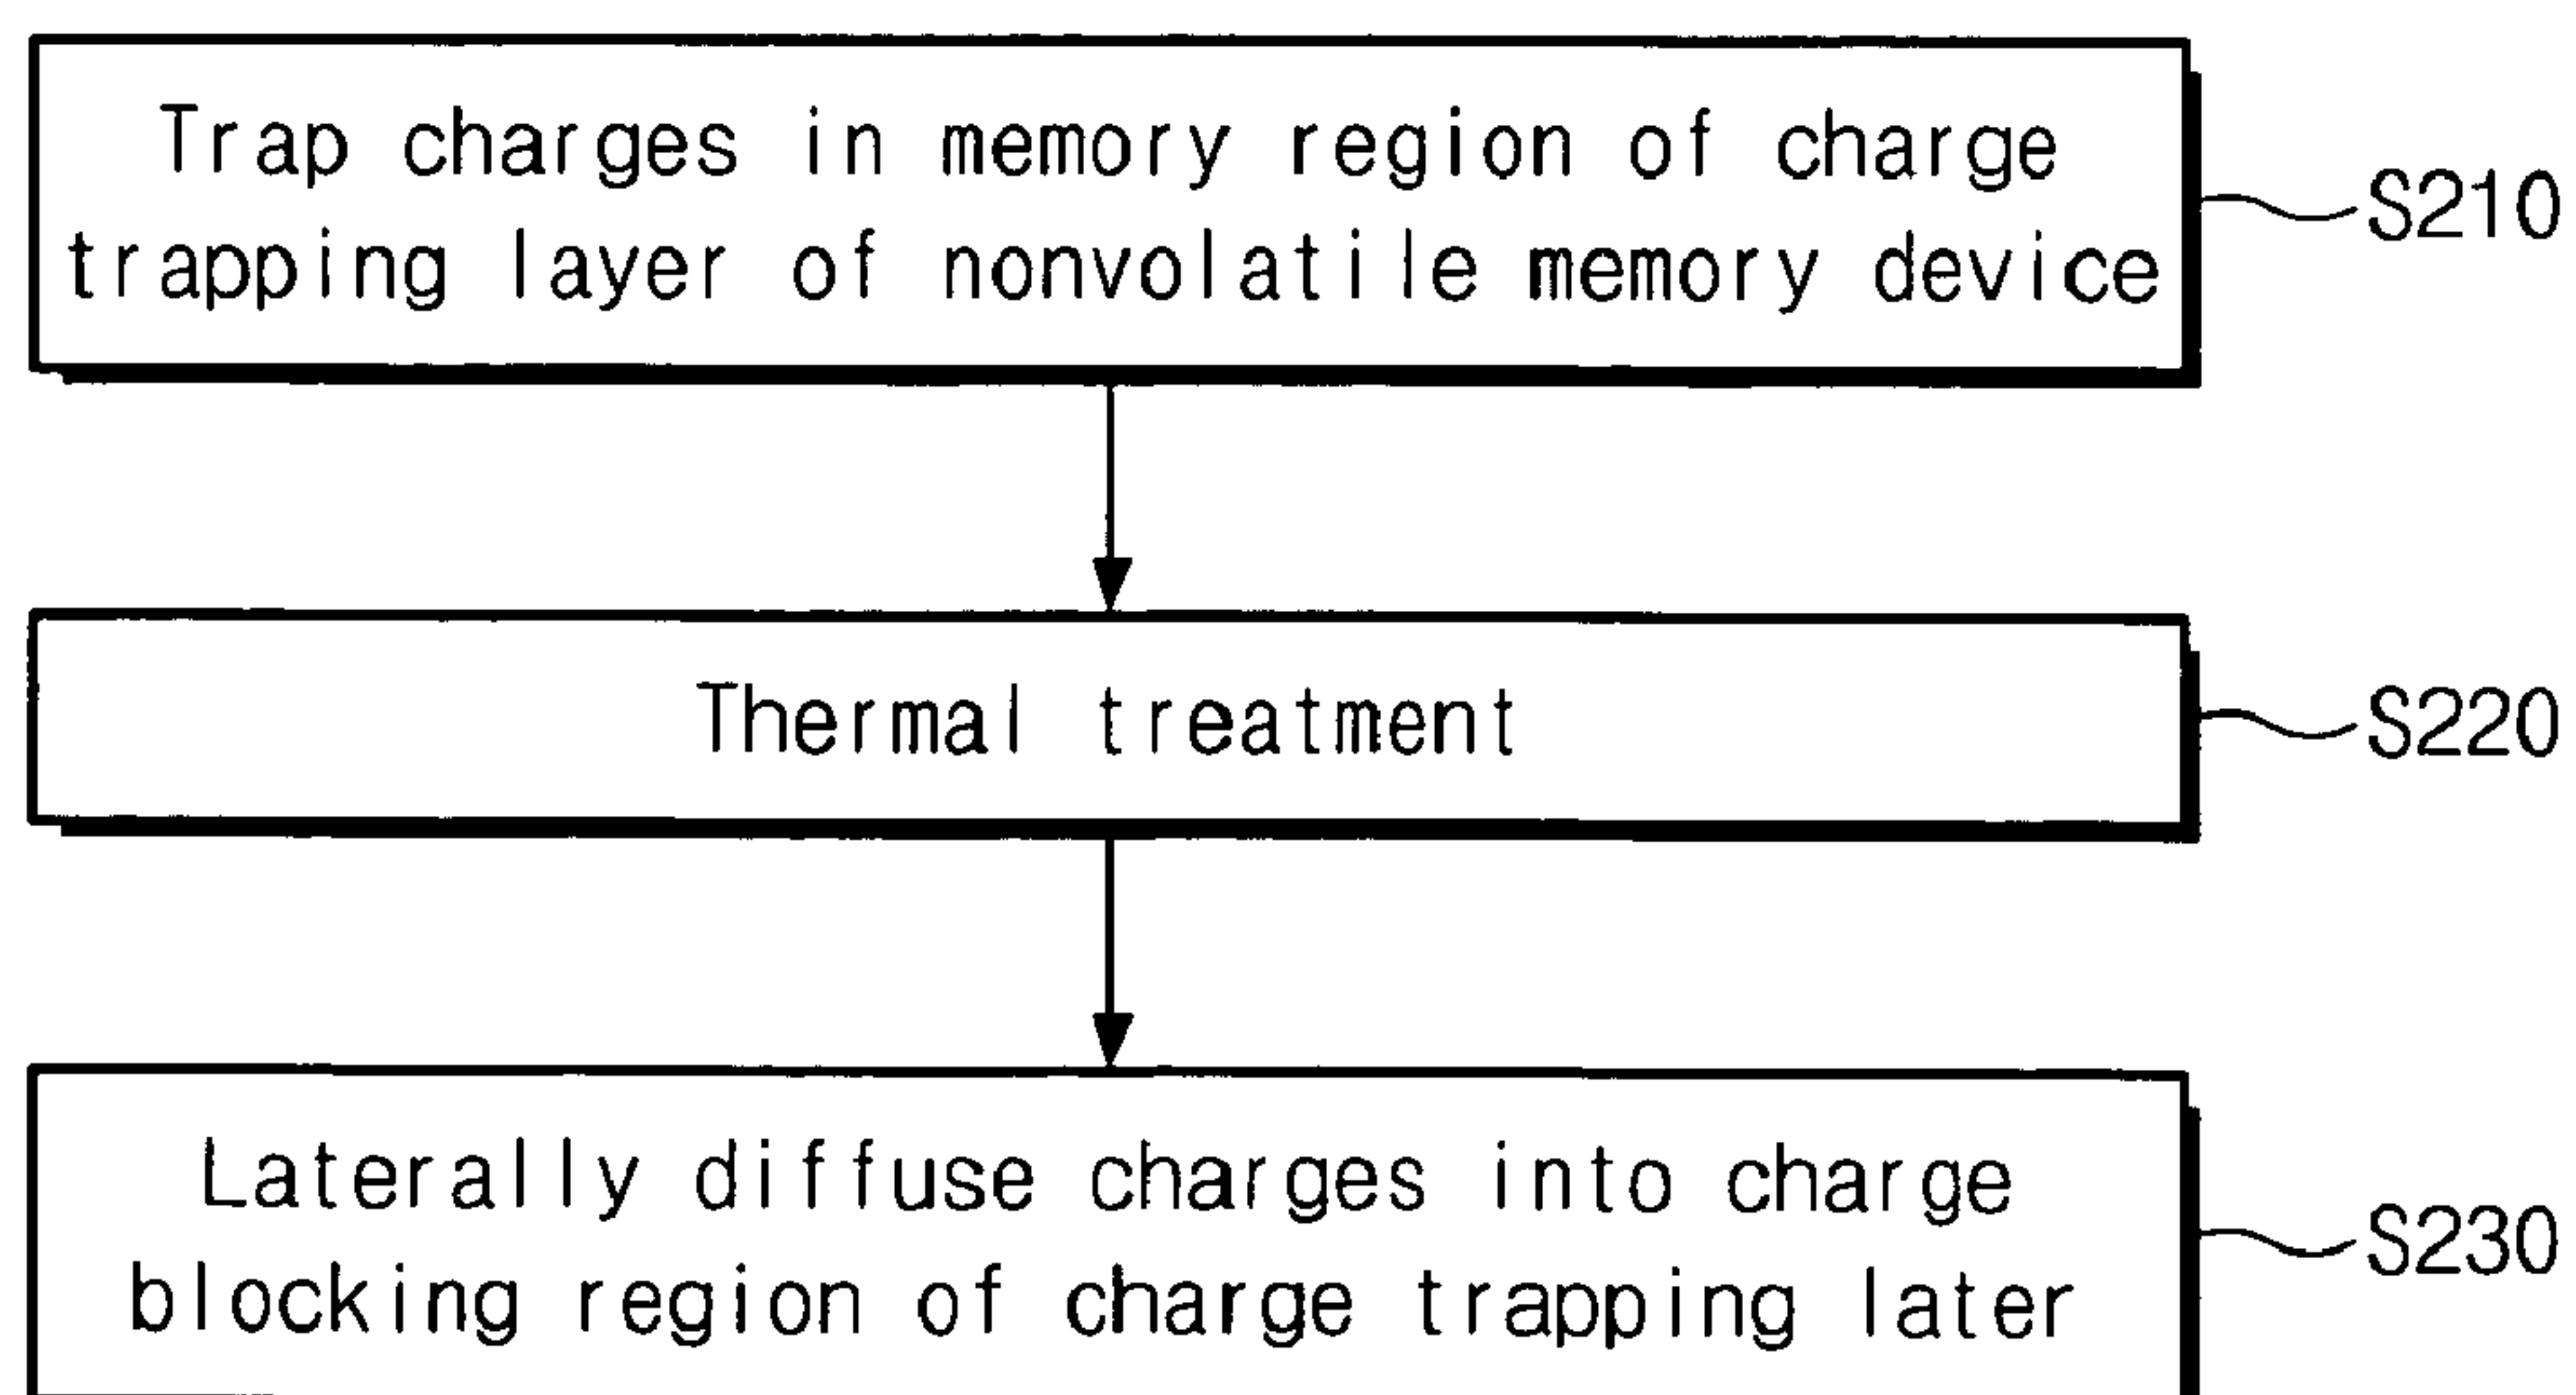 Trap charges in memory region of charge
trapping layer of nonvolatile memory device
S210
Thermal treatment
S220
Laterally diffuse charges into charge
blocking region of charge trapping later
S230